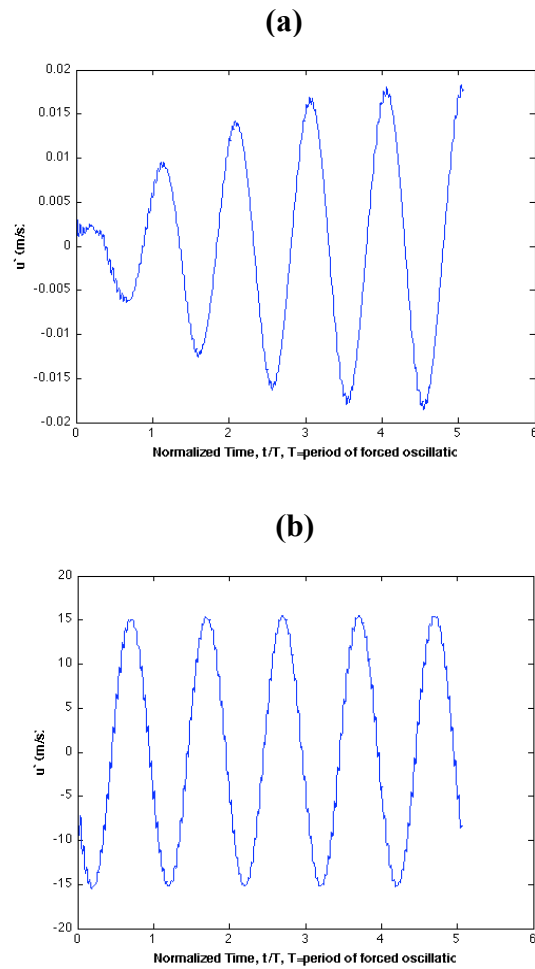 (a)
0.02
0.015
0.01
0.005
0
-0.005
-0.01
-0.015
-0.02
u` (m/s)
0 1 2 3 4 5 6
Normalized Time, t/T, T=period of forced oscillatic
(b)
20
15
10
5
0
-5
-10
-15
-20
u` (m/s)
0 1 2 3 4 5 6
Normalized Time, t/T, T=period of forced oscillatic